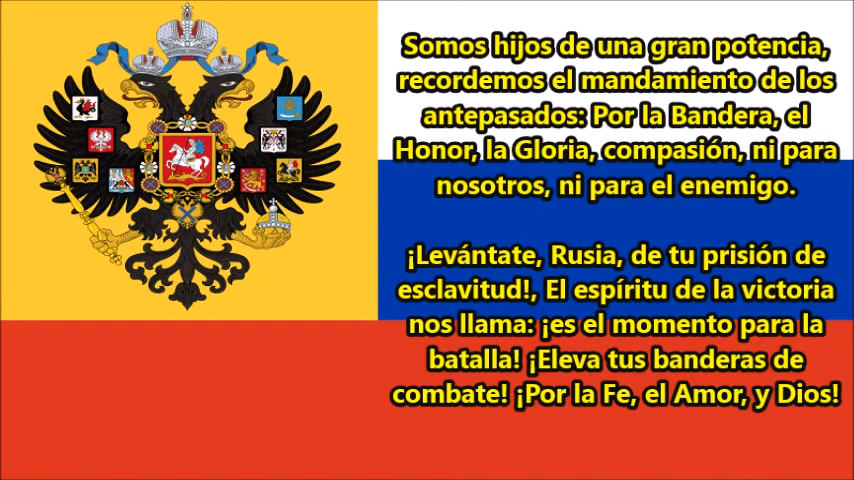 Somos hijos de una gran potencia,
recordemos el mandamiento de los
antepasados: Por la Bandera, el
Honor, la Gloria, compasión, ni para
nosotros, ni para el enemigo.
¡Levántate, Rusia, de tu prisión de
esclavitud!, El espíritu de la victoria
nos llama: ¡es el momento para la
batalla! ¡Eleva tus banderas de
combate! ¡Por la Fe, el Amor, y Dios!